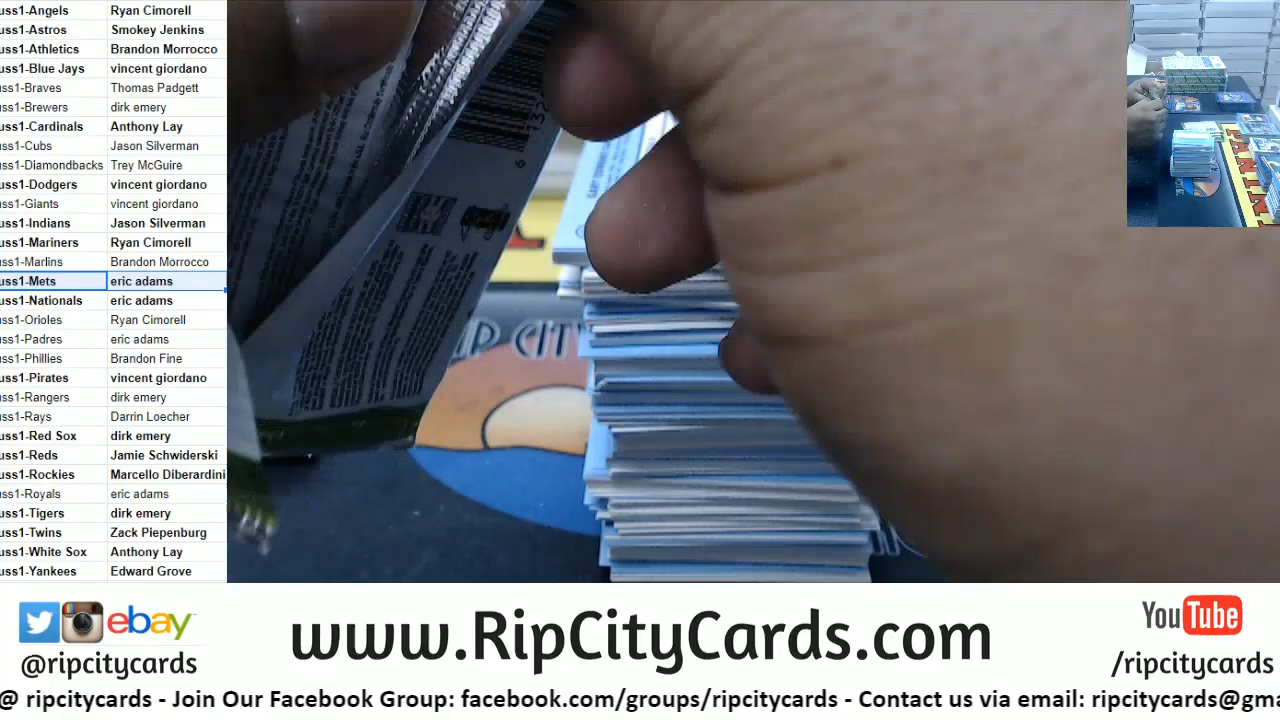 uss1-Angels Ryan Cimorell
uss1-Astros Smokey Jenkins
uss1-Athletics Brandon Morrocco
uss1-Blue Jays vincent giordano
uss1-Braves Thomas Padgett
uss1-Brewers dirk emery
uss1-Cardinals Anthony Lay
uss1-Cubs Jason Silverman
uss1-Diamondbacks Trey McGuire
uss1-Dodgers vincent giordano
uss1-Giants vincent giordano
uss1-Indians Jason Silverman
uss1-Mariners Ryan Cimorell
uss1-Marlins Brandon Morrocco
uss1-Mets eric adams
uss1-Nationals eric adams
uss1-Orioles Ryan Cimorell
uss1-Padres eric adams
uss1-Phillies Brandon Fine
uss1-Pirates vincent giordano
uss1-Rangers dirk emery
uss1-Rays Darrin Loecher
uss1-Red Sox dirk emery
uss1-Reds Jamie Schwiderski
uss1-Rockies Marcello Diberardini
uss1-Royals eric adams
uss1-Tigers dirk emery
uss1-Twins Zack Piepenburg
uss1-White Sox Anthony Lay
uss1-Yankees Edward Grove
PANINI
CITY
ebay
@ripcitycards
www.RipCityCards.com
YouTube
/ripcitycards
@ ripcitycards - Join Our Facebook Group: facebook.com/groups/ripcitycards - Contact us via email: ripcitycards@gma